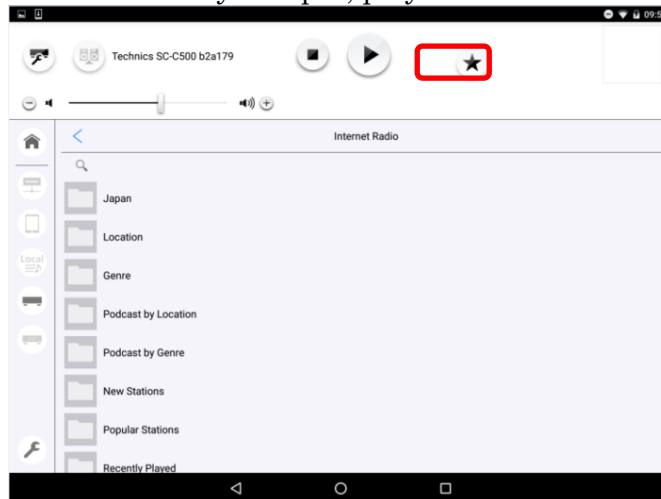 09:5
Technics SC-C500 b2a179
Internet Radio
Japan
Local
Location
Genre
Podcast by Location
Podcast by Genre
New Stations
Popular Stations
Recently Played